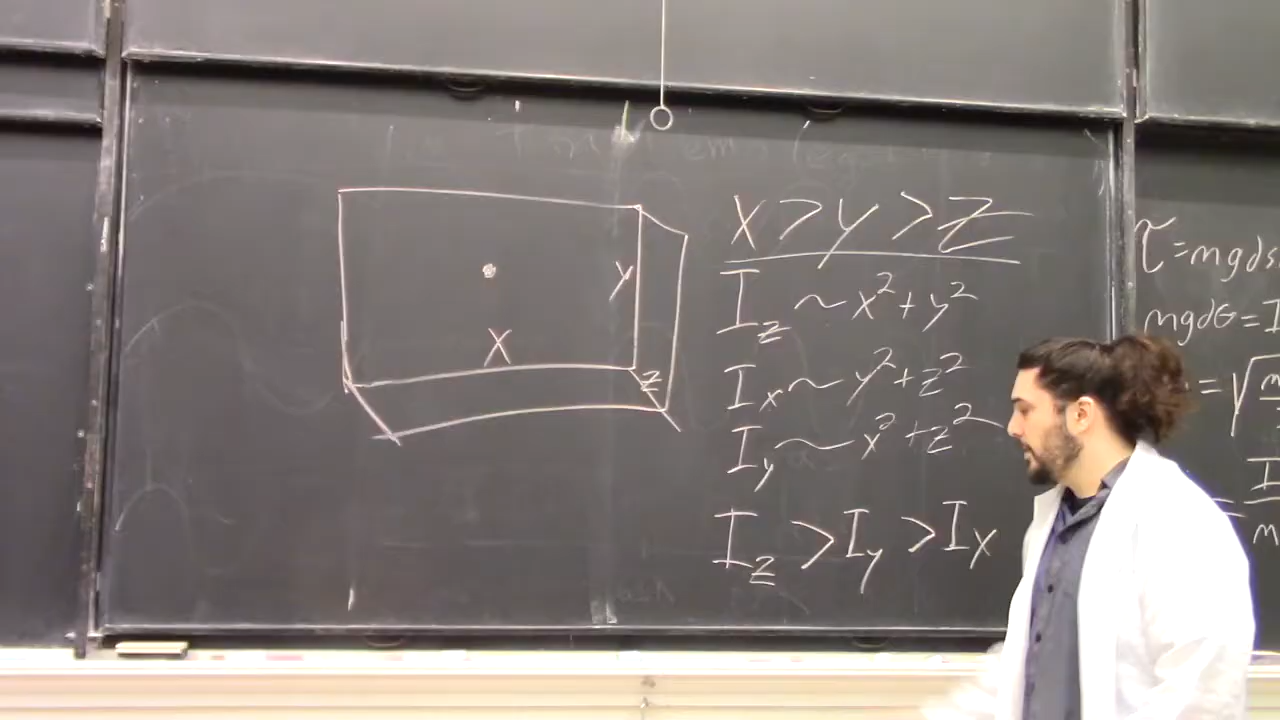 x > y > z
I_z ~ x² + y²
I_x ~ y² + z²
I_y ~ x² + z²
I_z > I_y > I_x
y
x
z
τ = mgds
mgdθ = I
= √m
I
m